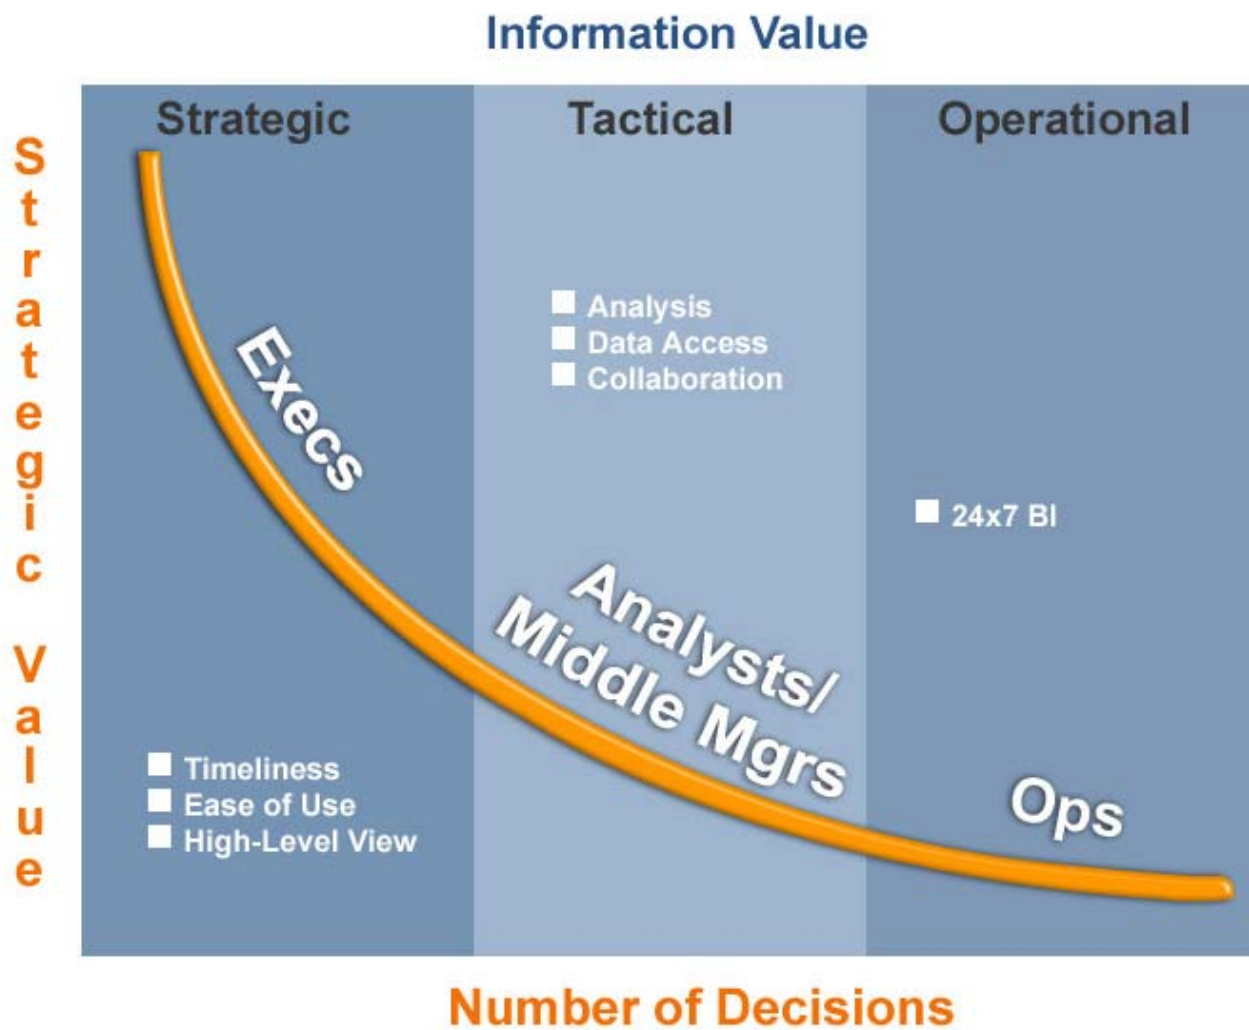 Information Value
Strategic
Tactical
Operational
Strategic Value
Execs
Analysis
Data Access
Collaboration
24x7 BI
Analysts/
Middle Mgrs
Ops
Timeliness
Ease of Use
High-Level View
Number of Decisions